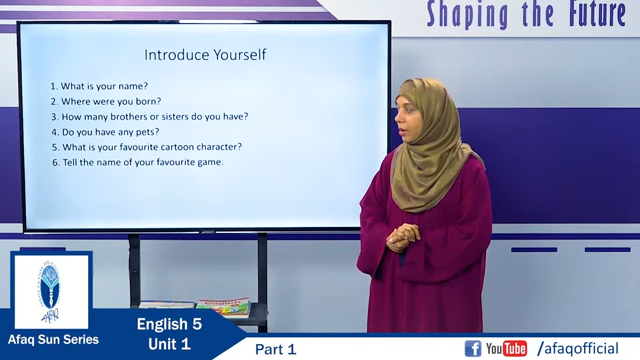 Shaping the Future
Introduce Yourself
1. What is your name?
2. Where were you born?
3. How many brothers or sisters do you have?
4. Do you have any pets?
5. What is your favourite cartoon character?
6. Tell the name of your favourite game.
Afaq Sun Series
English 5
Unit 1
Part 1
f YouTube /afaqofficial